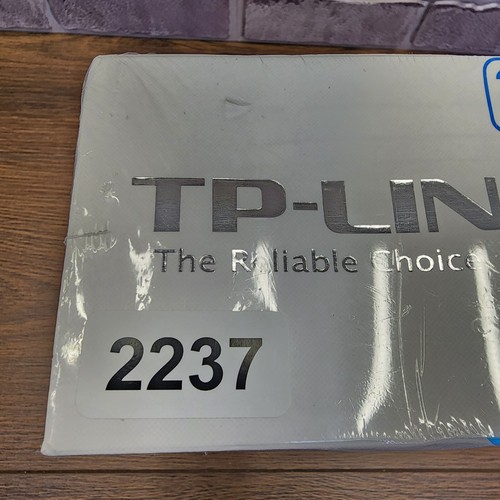 TP-LIN
The Reliable Choice
2237